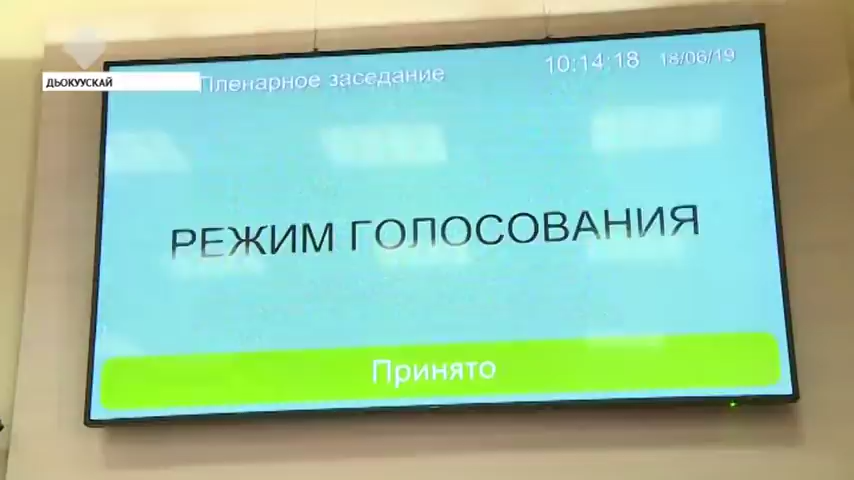 ДЬОКУУСКАЙ
Пленарное заседание 10:14:18 18/06/19
РЕЖИМ ГОЛОСОВАНИЯ
Принято